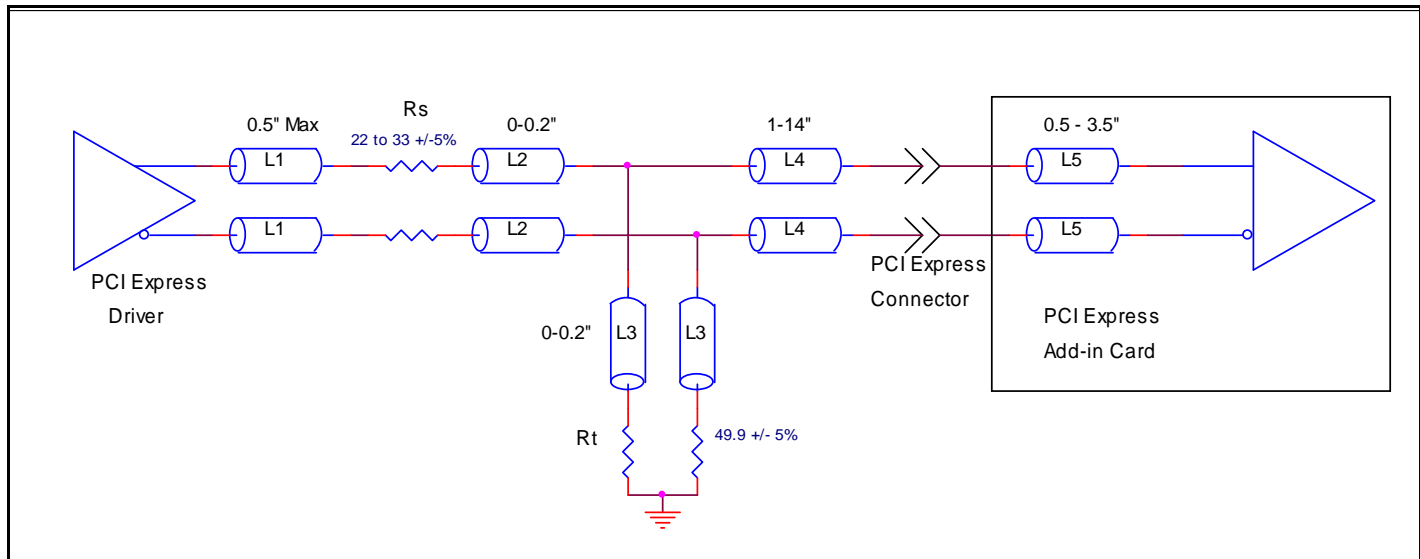 Rs
0.5" Max
22 to 33 +/-5%
0-0.2"
1-14"
0.5 - 3.5"
L1
L2
L4
L5
L1
L2
L4
L5
PCI Express
Driver
PCI Express
Connector
PCI Express
Add-in Card
0-0.2"
L3
L3
Rt
49.9 +/- 5%